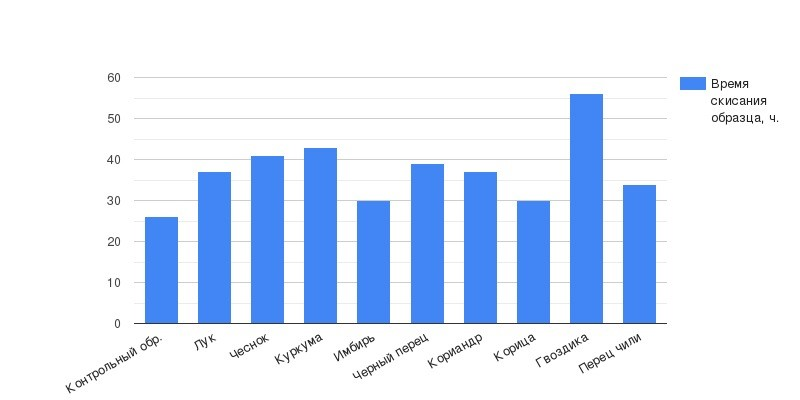 60
50
40
30
20
10
0
Контрольный обр.
Лук
Чеснок
Куркума
Имбирь
Черный перец
Кориандр
Корица
Гвоздика
Перец чили
Время
скисания
образца, ч.